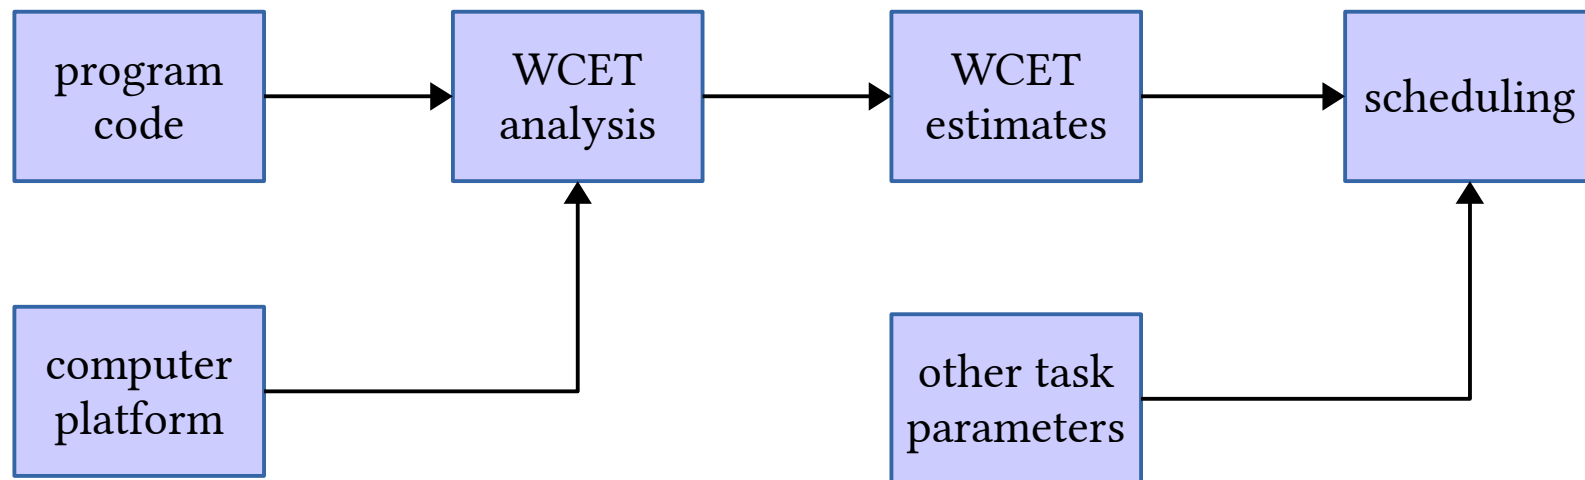 program
code
WCET
analysis
WCET
estimates
scheduling
computer
platform
other task
parameters